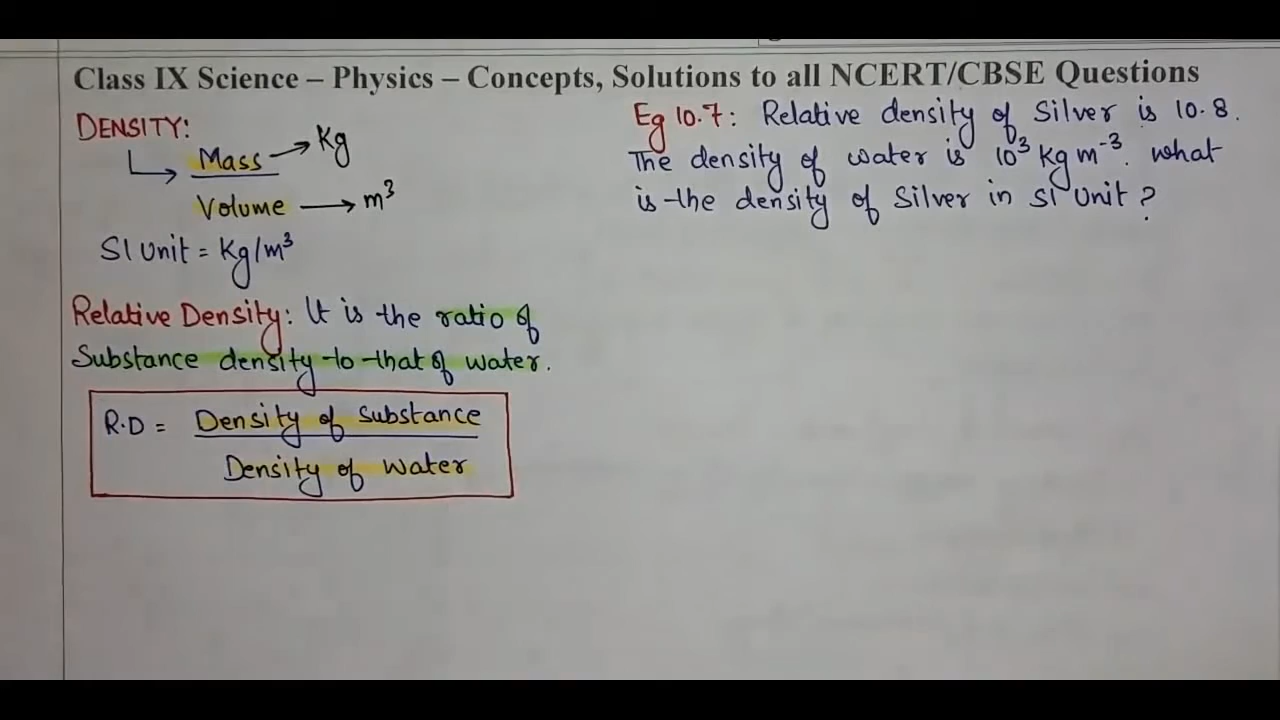 Class IX Science – Physics – Concepts, Solutions to all NCERT/CBSE Questions
DENSITY:
Mass → Kg
Volume → m³
SI Unit = Kg/m³
Relative Density: It is the ratio of
Substance density to that of water.
R.D = Density of substance
Density of water
Eg 10.7: Relative density of Silver is 10.8.
The density of water is 10³ Kg m⁻³. What
is the density of Silver in SI Unit?